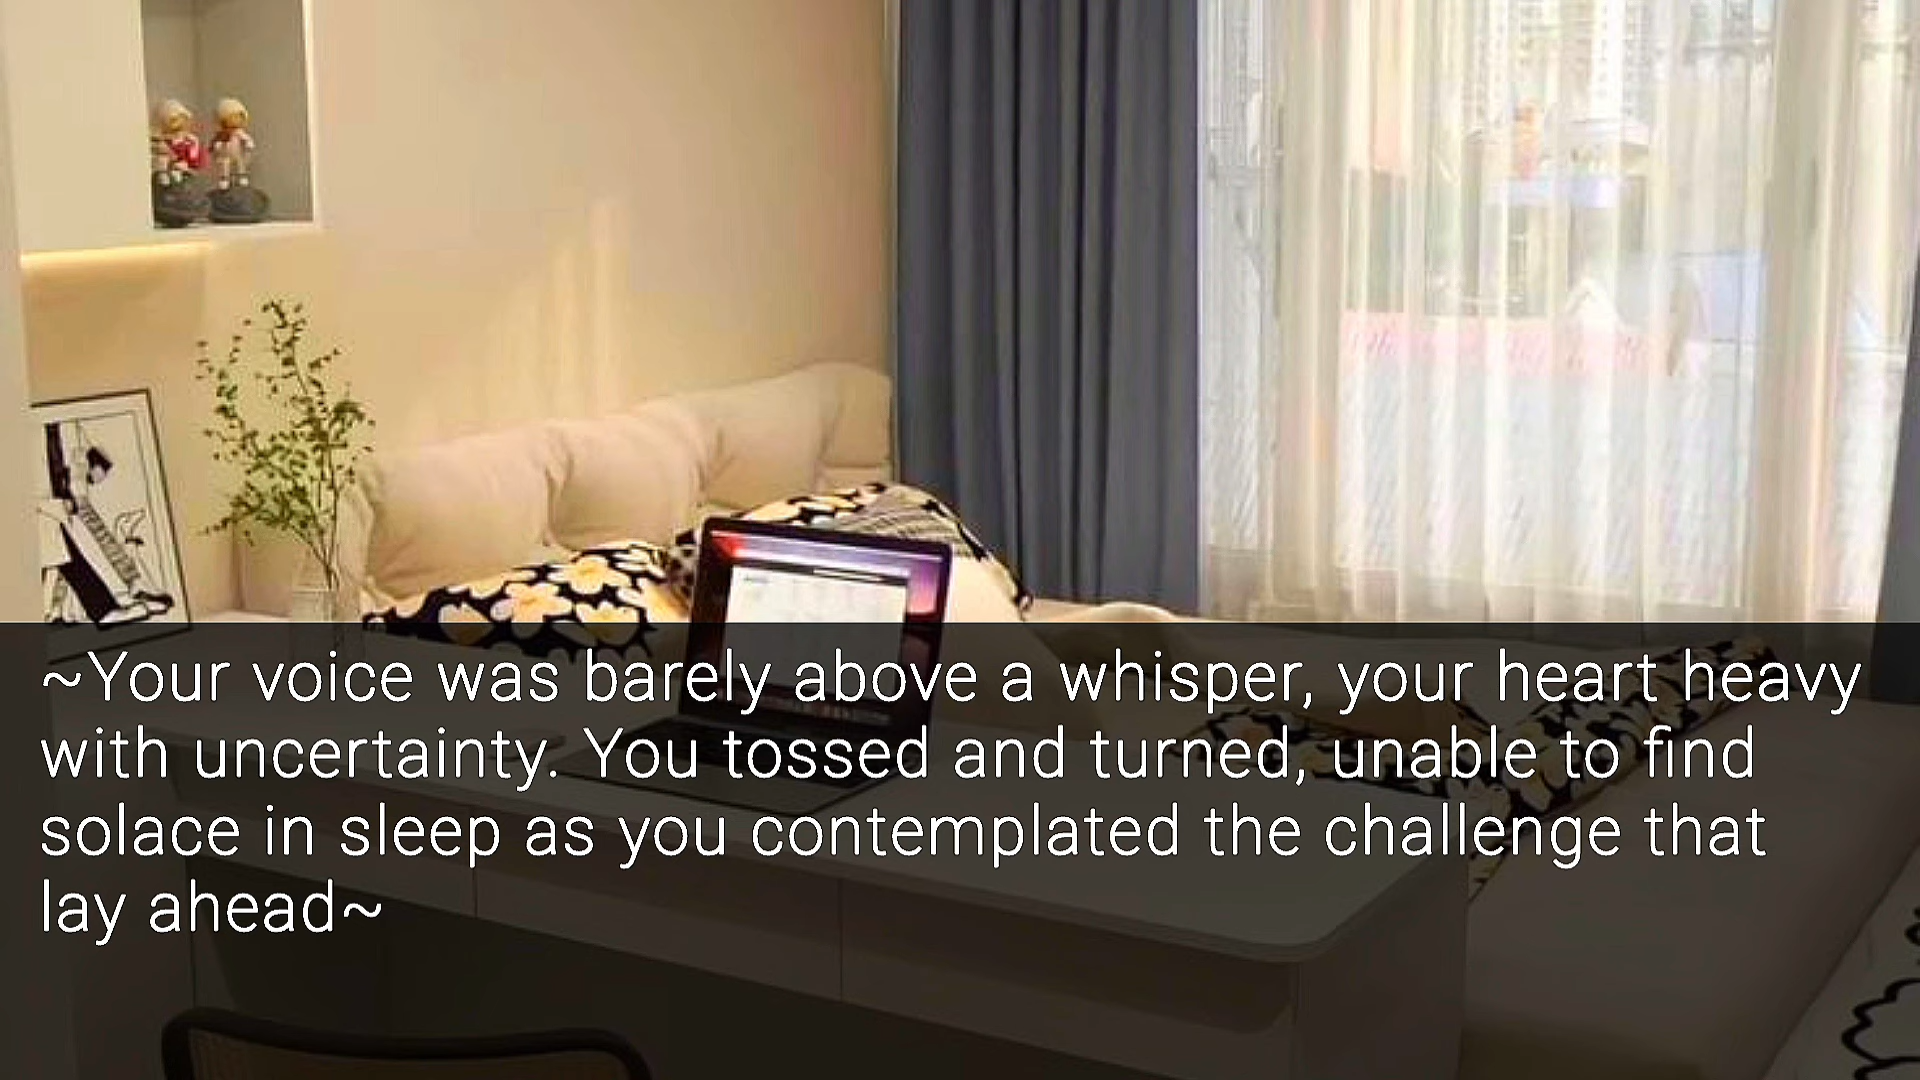 ~Your voice was barely above a whisper, your heart heavy
with uncertainty. You tossed and turned, unable to find
solace in sleep as you contemplated the challenge that
lay ahead~